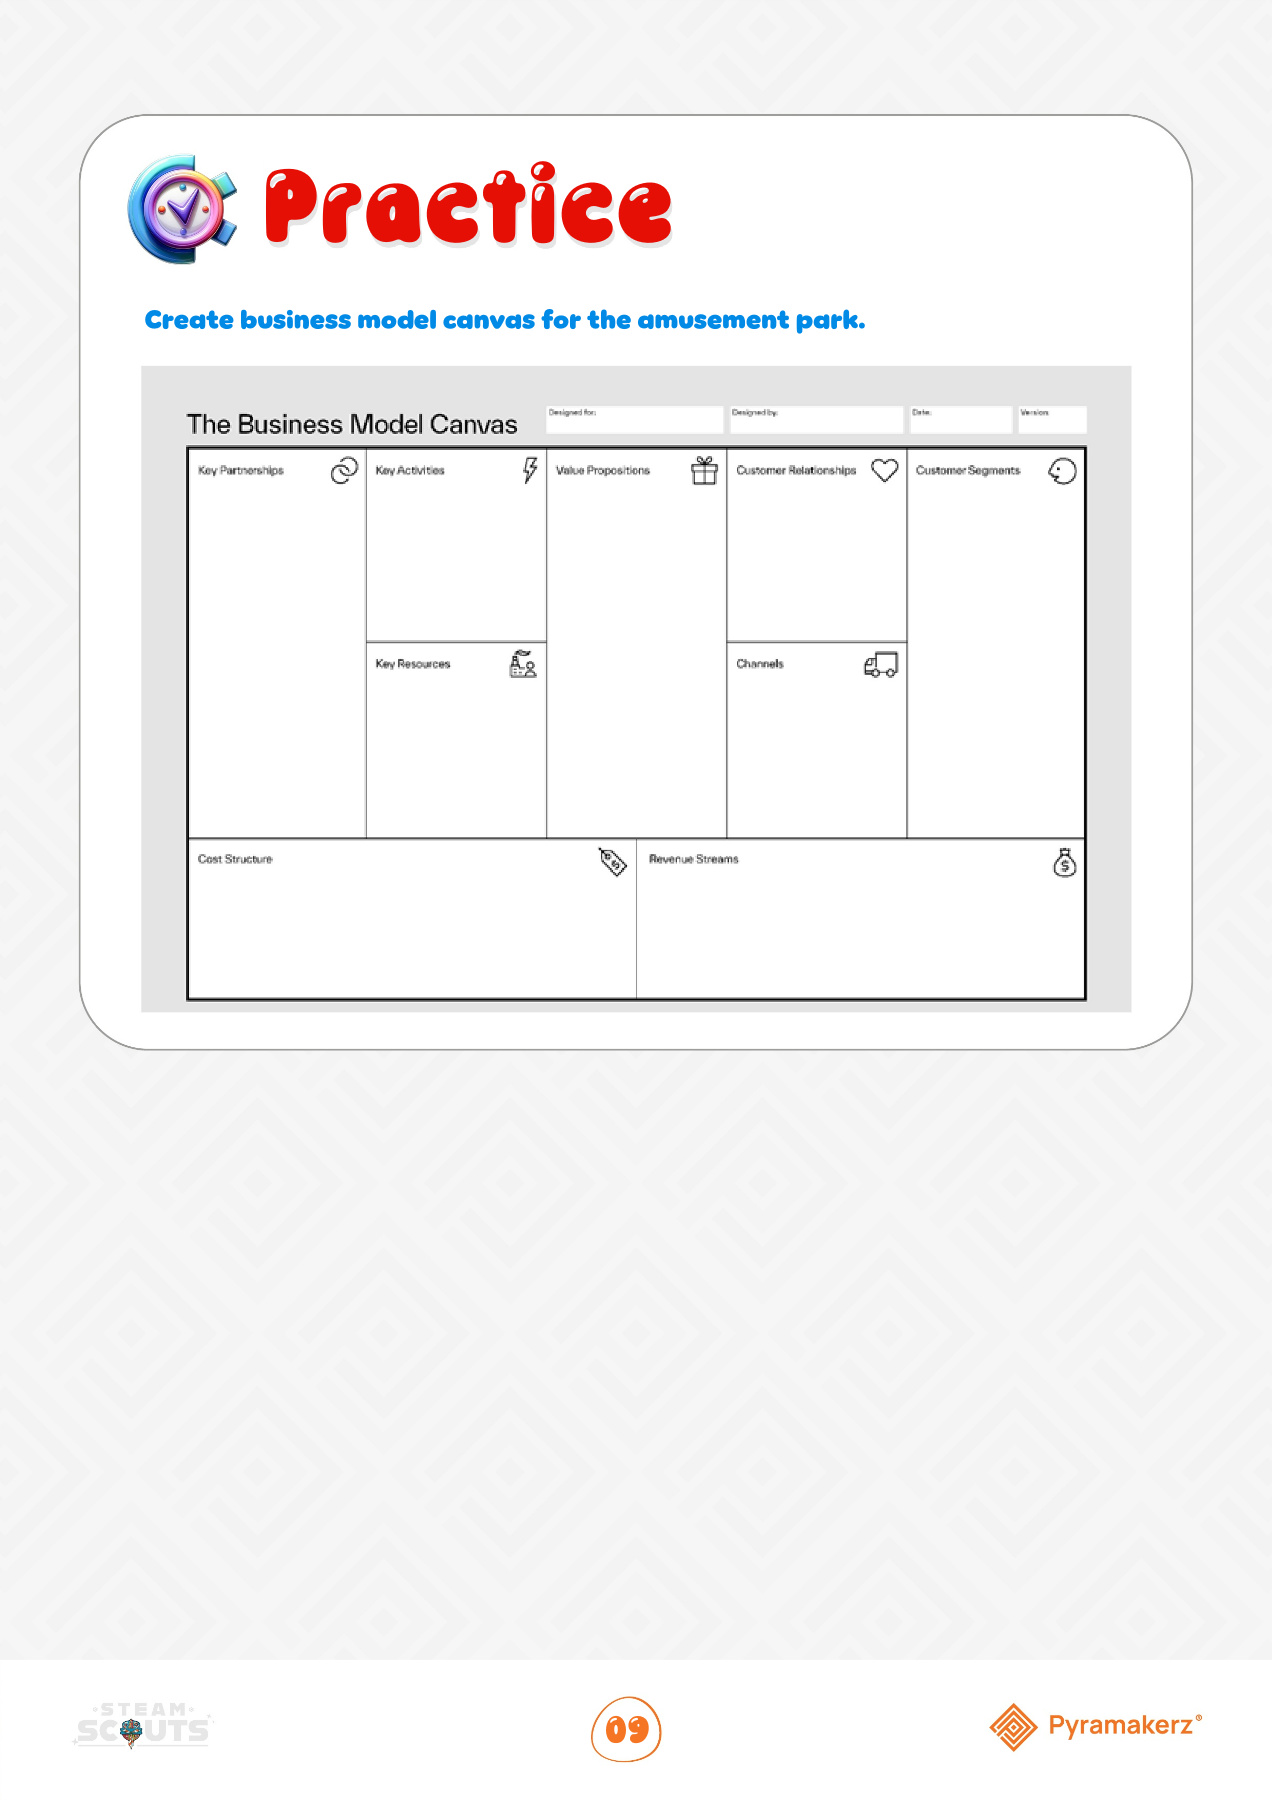 Practice
Create business model canvas for the amusement park.
The Business Model Canvas
Designed for:
Designed by:
Date:
Version:
Key Partnerships
Key Activities
Value Propositions
Customer Relationships
Customer Segments
Key Resources
Channels
Cost Structure
Revenue Streams
STEAM
SCOUTS
09
Pyramakerz®